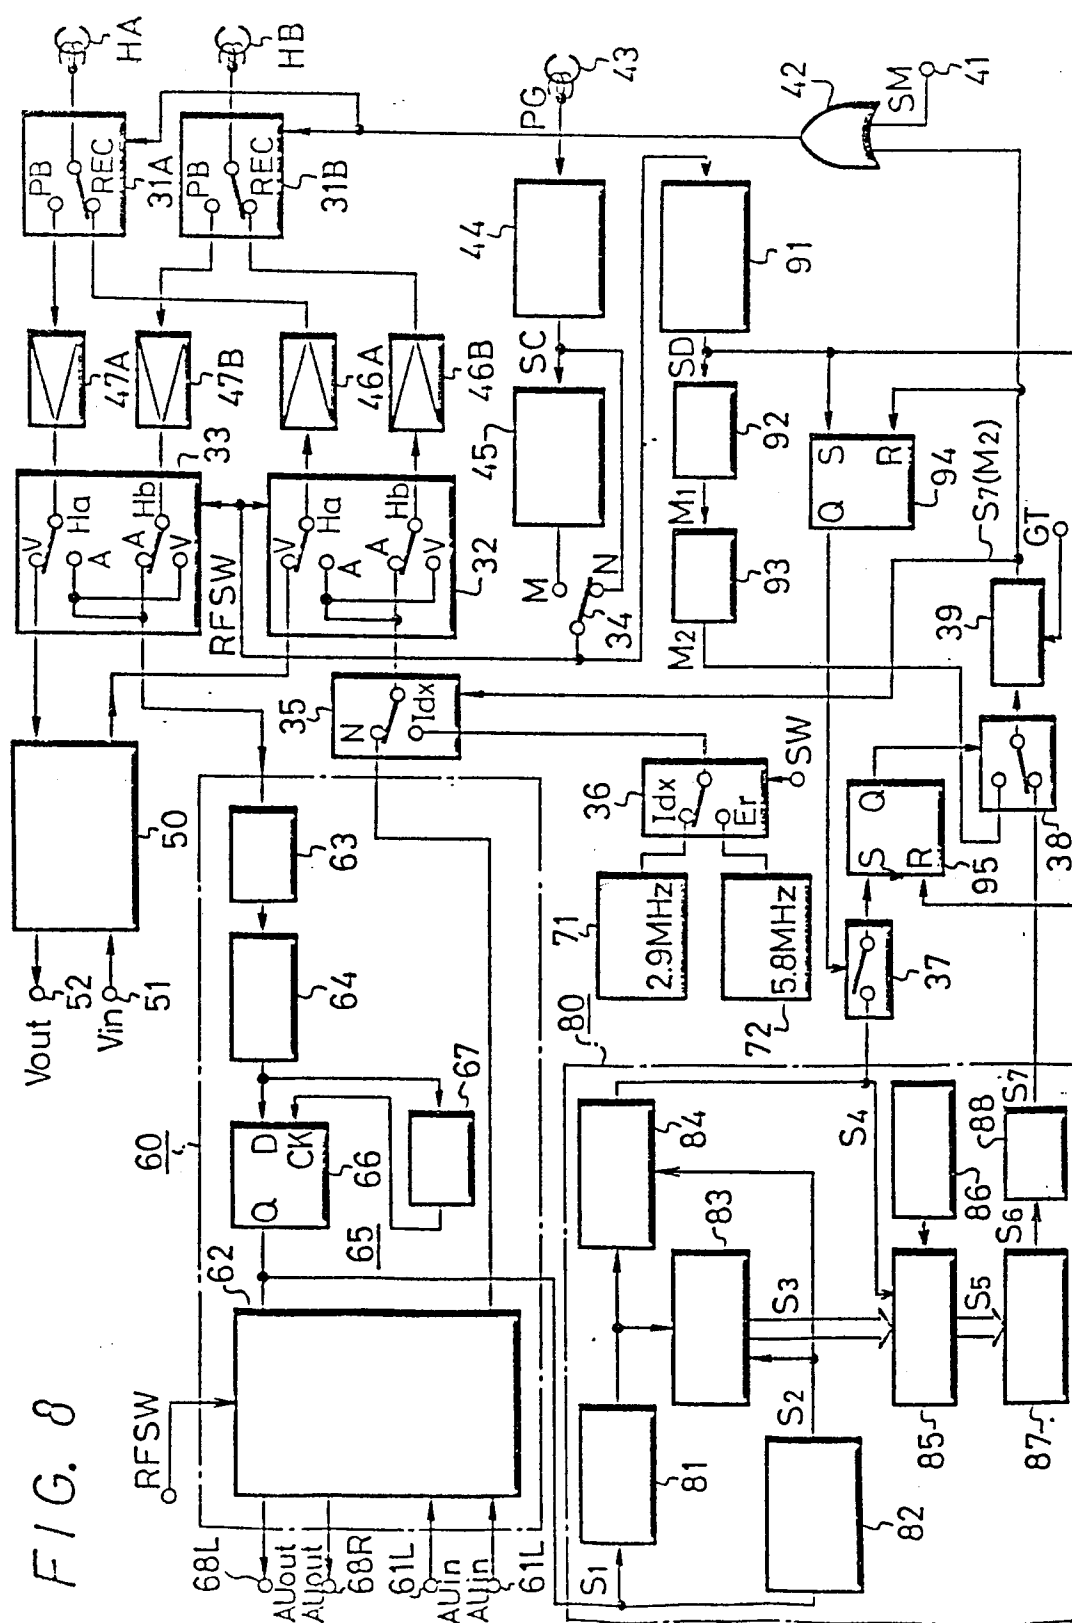 FIG. 8
HA
HB
PB
REC
31A
PB
REC
31B
PG
43
42
SM
41
47A
47B
46A
46B
44
SC
45
91
SD
92
M1
93
M2
S
R
Q
94
S7(M2)
GT
33
V
Ha
A
A
Hb
V
RFSW
V
Ha
A
A
Hb
V
32
M
N
34
39
50
35
N
Idx
36
Idx
Er
SW
38
Q
S
R
95
37
Vout
52
Vin
51
63
64
71
2.9MHz
5.8MHz
72
80
60
D
CK
Q
66
67
65
62
84
83
S4
86
88
S7
S6
S3
S2
S5
85
87
81
82
S1
RFSW
68L
AUout
AUout
68R
61L
AUin
AUin
61L